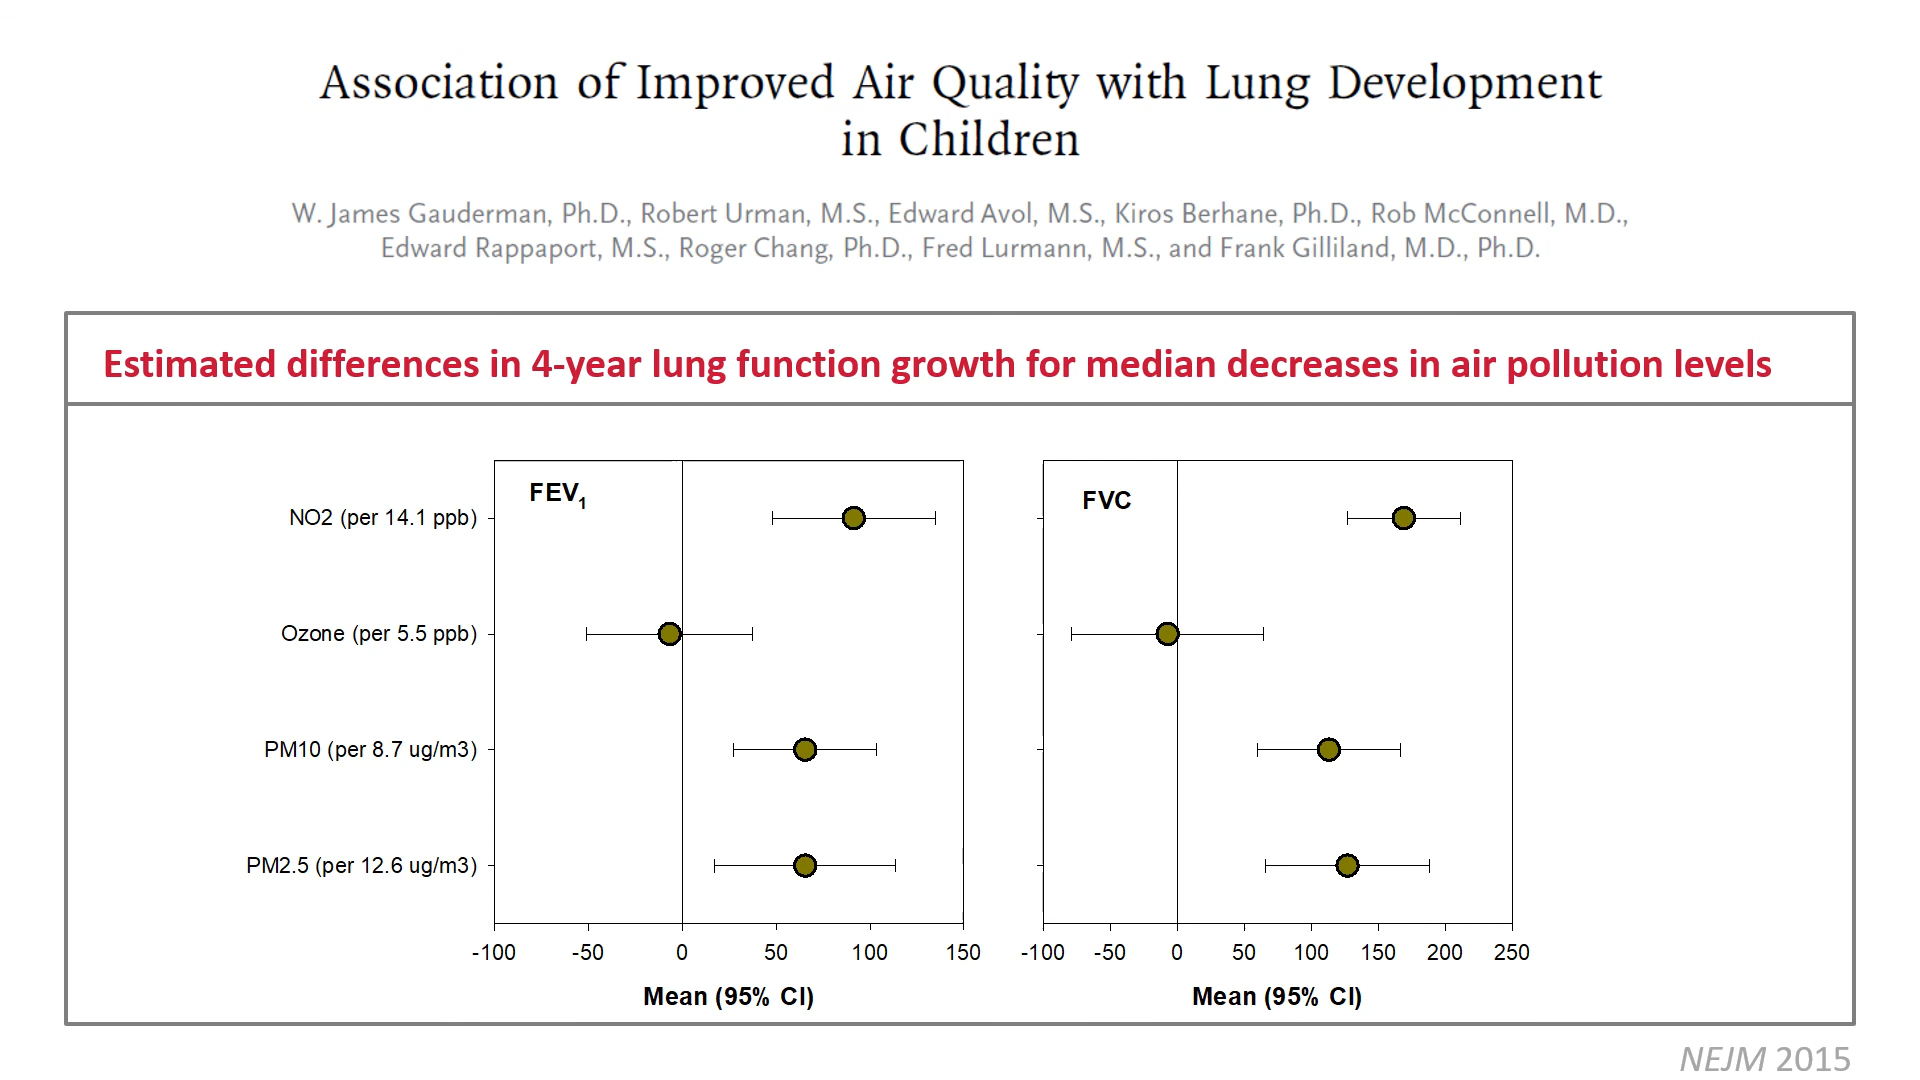 Association of Improved Air Quality with Lung Development
in Children
W. James Gauderman, Ph.D., Robert Urman, M.S., Edward Avol, M.S., Kiros Berhane, Ph.D., Rob McConnell, M.D.,
Edward Rappaport, M.S., Roger Chang, Ph.D., Fred Lurmann, M.S., and Frank Gilliland, M.D., Ph.D.
Estimated differences in 4-year lung function growth for median decreases in air pollution levels
FEV1
FVC
NO2 (per 14.1 ppb)
Ozone (per 5.5 ppb)
PM10 (per 8.7 ug/m3)
PM2.5 (per 12.6 ug/m3)
-100 -50 0 50 100 150
-100 -50 0 50 100 150 200 250
Mean (95% CI)
Mean (95% CI)
NEJM 2015